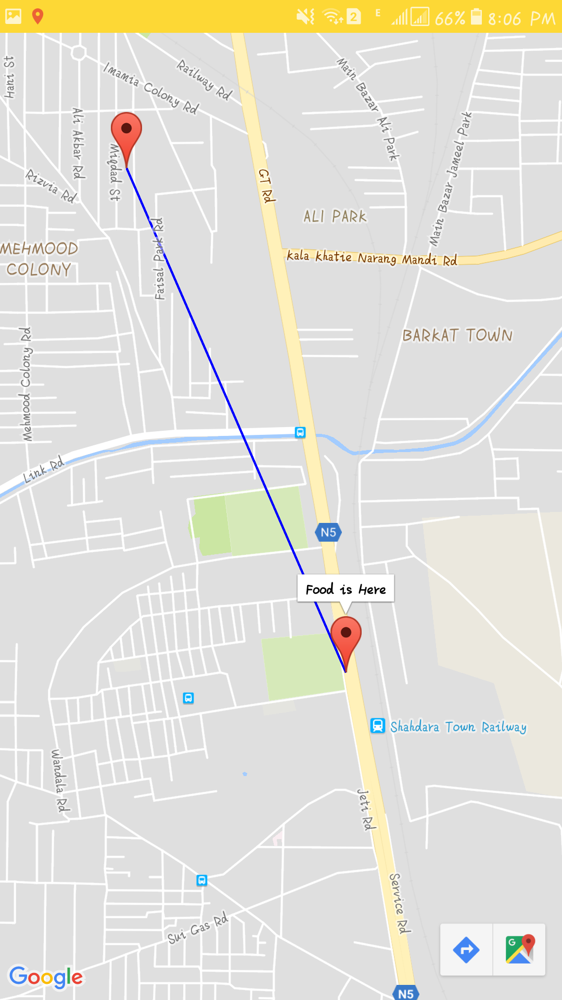 2 E 66% 8:06 PM
Hani St
Imamia Colony Rd
Railway Rd
Main Bazar Ali Park
Ali Akbar Rd
Miqdad St
Main Bazar Jameel Park
Rizvia Rd
GT Rd
ALI PARK
Faisal Park Rd
MEHMOOD
COLONY
Kala Khatie Narang Mandi Rd
BARKAT TOWN
Mehmood Colony Rd
Link Rd
N5
Food is Here
Shahdara Town Railway
Wandala Rd
Jeti Rd
Service Rd
Sui Gas Rd
G
Google
N5